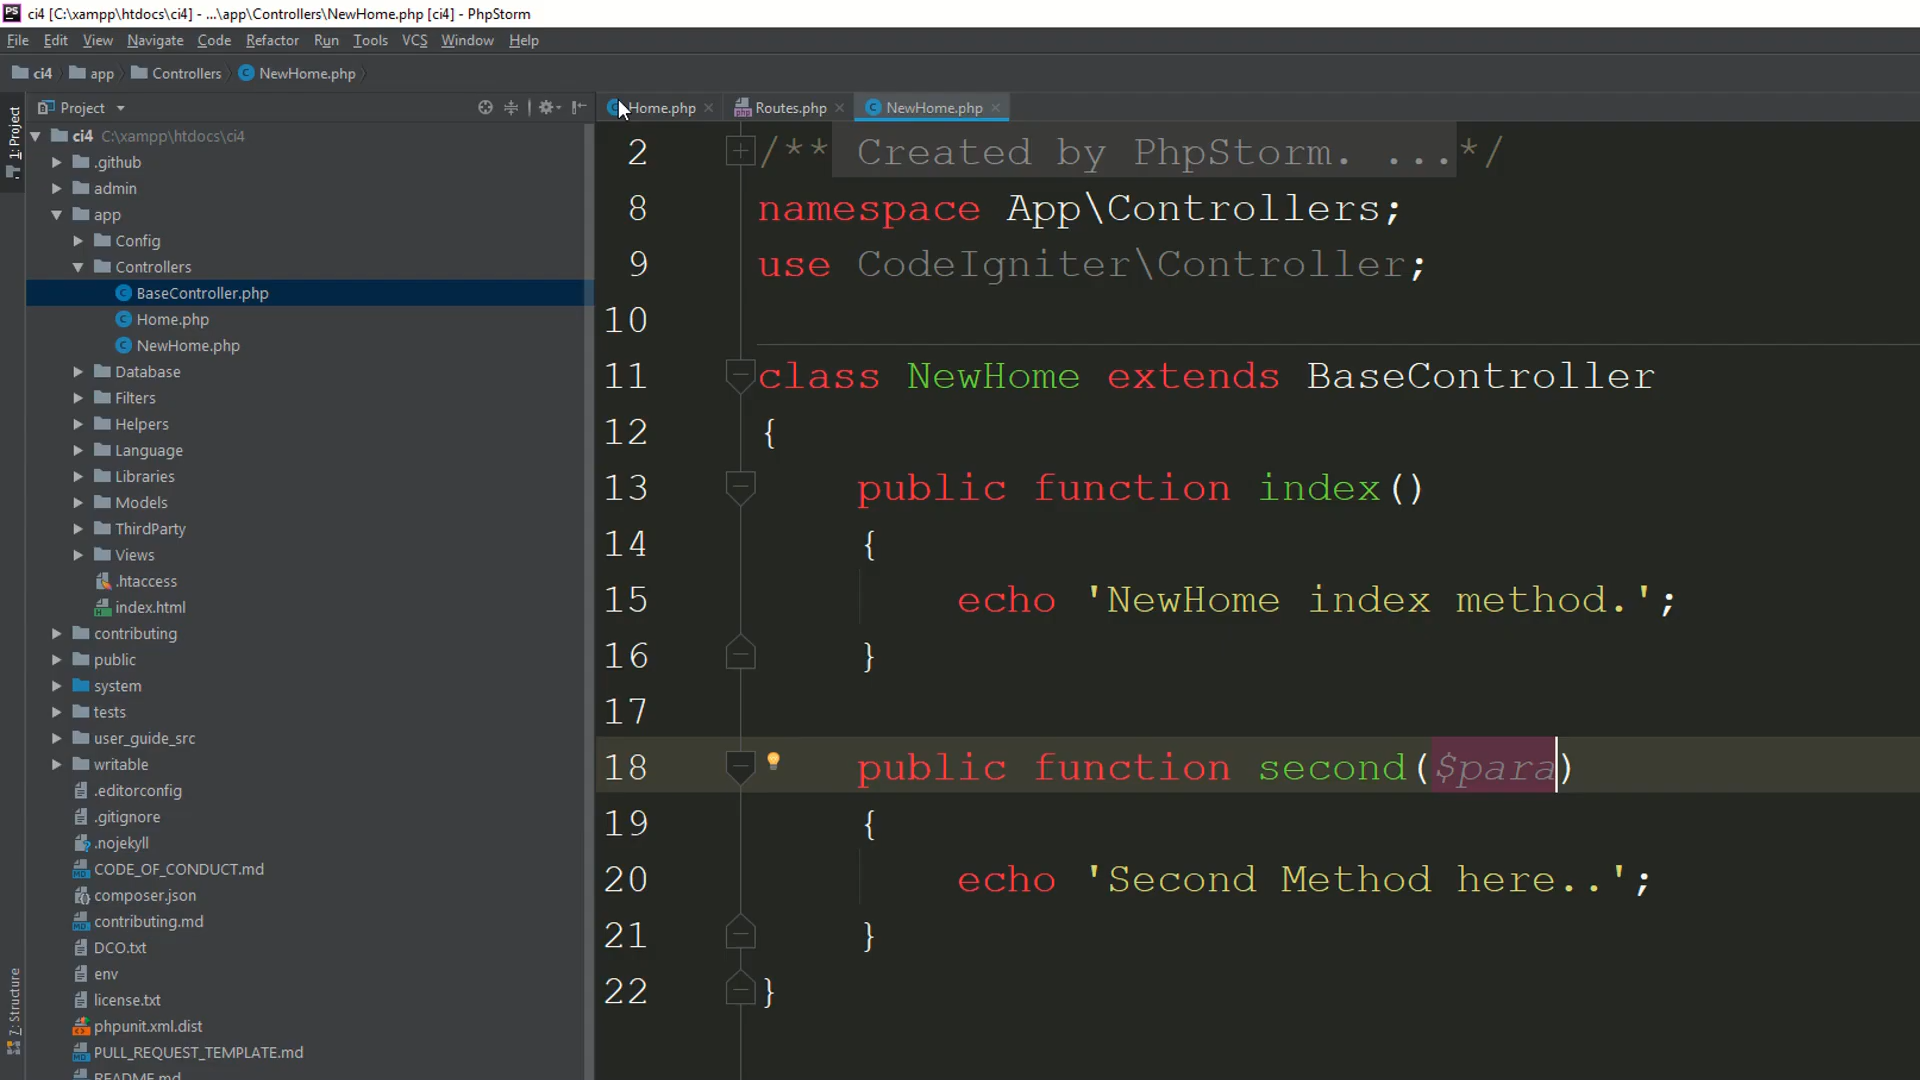 ci4 [C:\xampp\htdocs\ci4] - ...\app\Controllers\NewHome.php [ci4] - PhpStorm
File Edit View Navigate Code Refactor Run Tools VCS Window Help
ci4 app Controllers NewHome.php
1: Project
Project
ci4 C:\xampp\htdocs\ci4
.github
admin
app
Config
Controllers
BaseController.php
Home.php
NewHome.php
Database
Filters
Helpers
Language
Libraries
Models
ThirdParty
Views
.htaccess
index.html
contributing
public
system
tests
user_guide_src
writable
.editorconfig
.gitignore
.nojekyll
CODE_OF_CONDUCT.md
composer.json
contributing.md
DCO.txt
env
license.txt
phpunit.xml.dist
PULL_REQUEST_TEMPLATE.md
README.md
7: Structure
Home.php Routes.php NewHome.php
2 /** Created by PhpStorm. ...*/
8 namespace App\Controllers;
9 use CodeIgniter\Controller;
10
11 class NewHome extends BaseController
12 {
13 public function index()
14 {
15 echo 'NewHome index method.';
16 }
17
18 public function second($para)
19 {
20 echo 'Second Method here..';
21 }
22 }